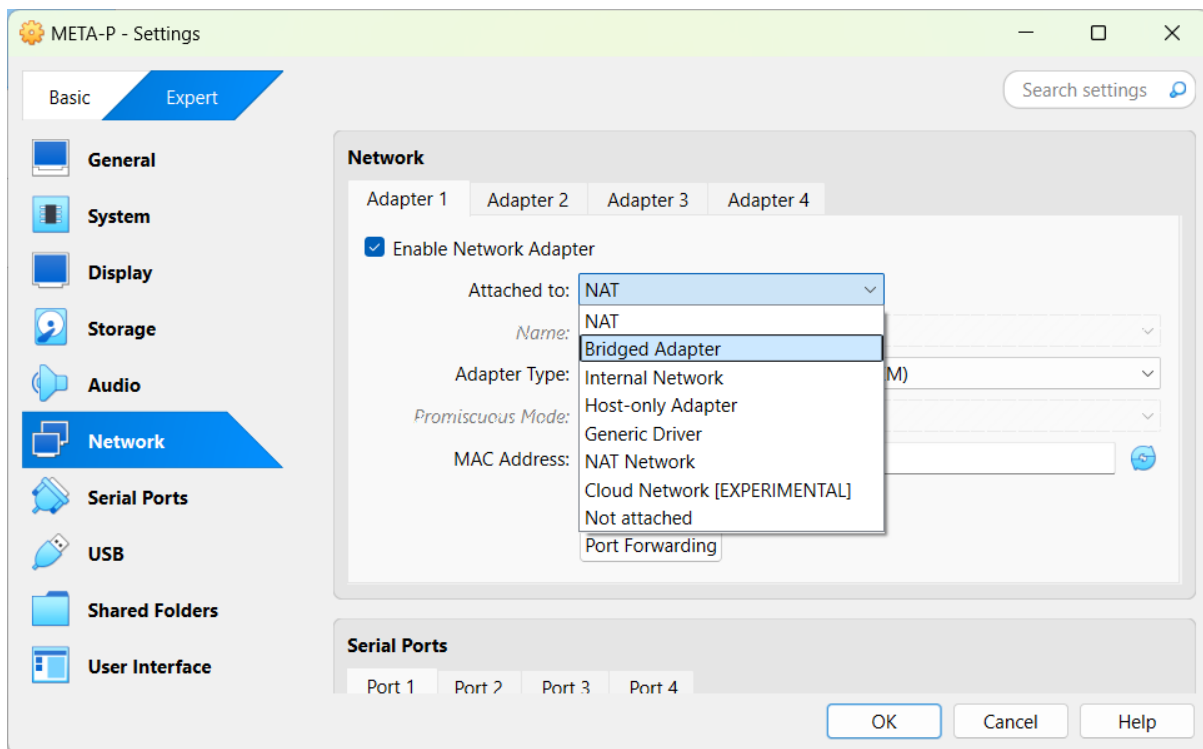 META-P - Settings
Basic
Expert
Search settings
General
System
Display
Storage
Audio
Network
Serial Ports
USB
Shared Folders
User Interface
Network
Adapter 1
Adapter 2
Adapter 3
Adapter 4
Enable Network Adapter
Attached to: NAT
NAT
Name:
Bridged Adapter
Adapter Type:
Internal Network
M)
Host-only Adapter
Promiscuous Mode:
Generic Driver
MAC Address:
NAT Network
Cloud Network [EXPERIMENTAL]
Not attached
Port Forwarding
Serial Ports
Port 1
Port 2
Port 3
Port 4
OK
Cancel
Help